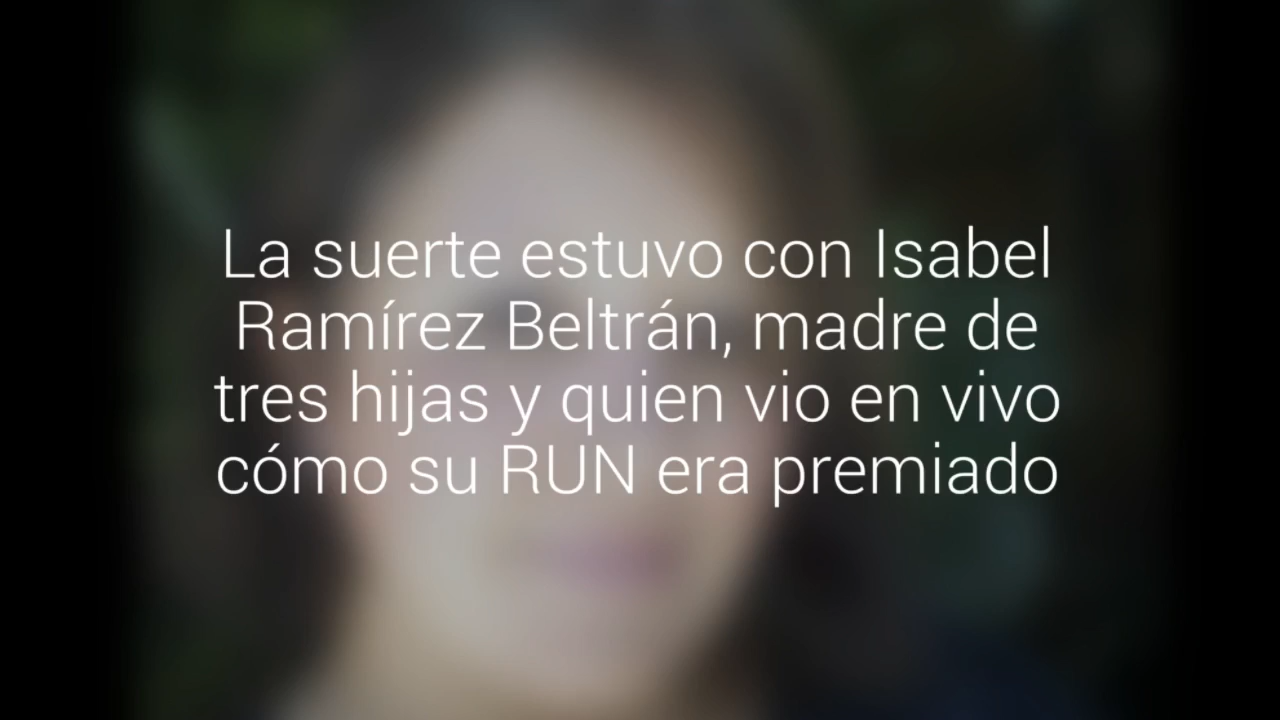 La suerte estuvo con Isabel
Ramírez Beltrán, madre de
tres hijas y quien vio en vivo
cómo su RUN era premiado